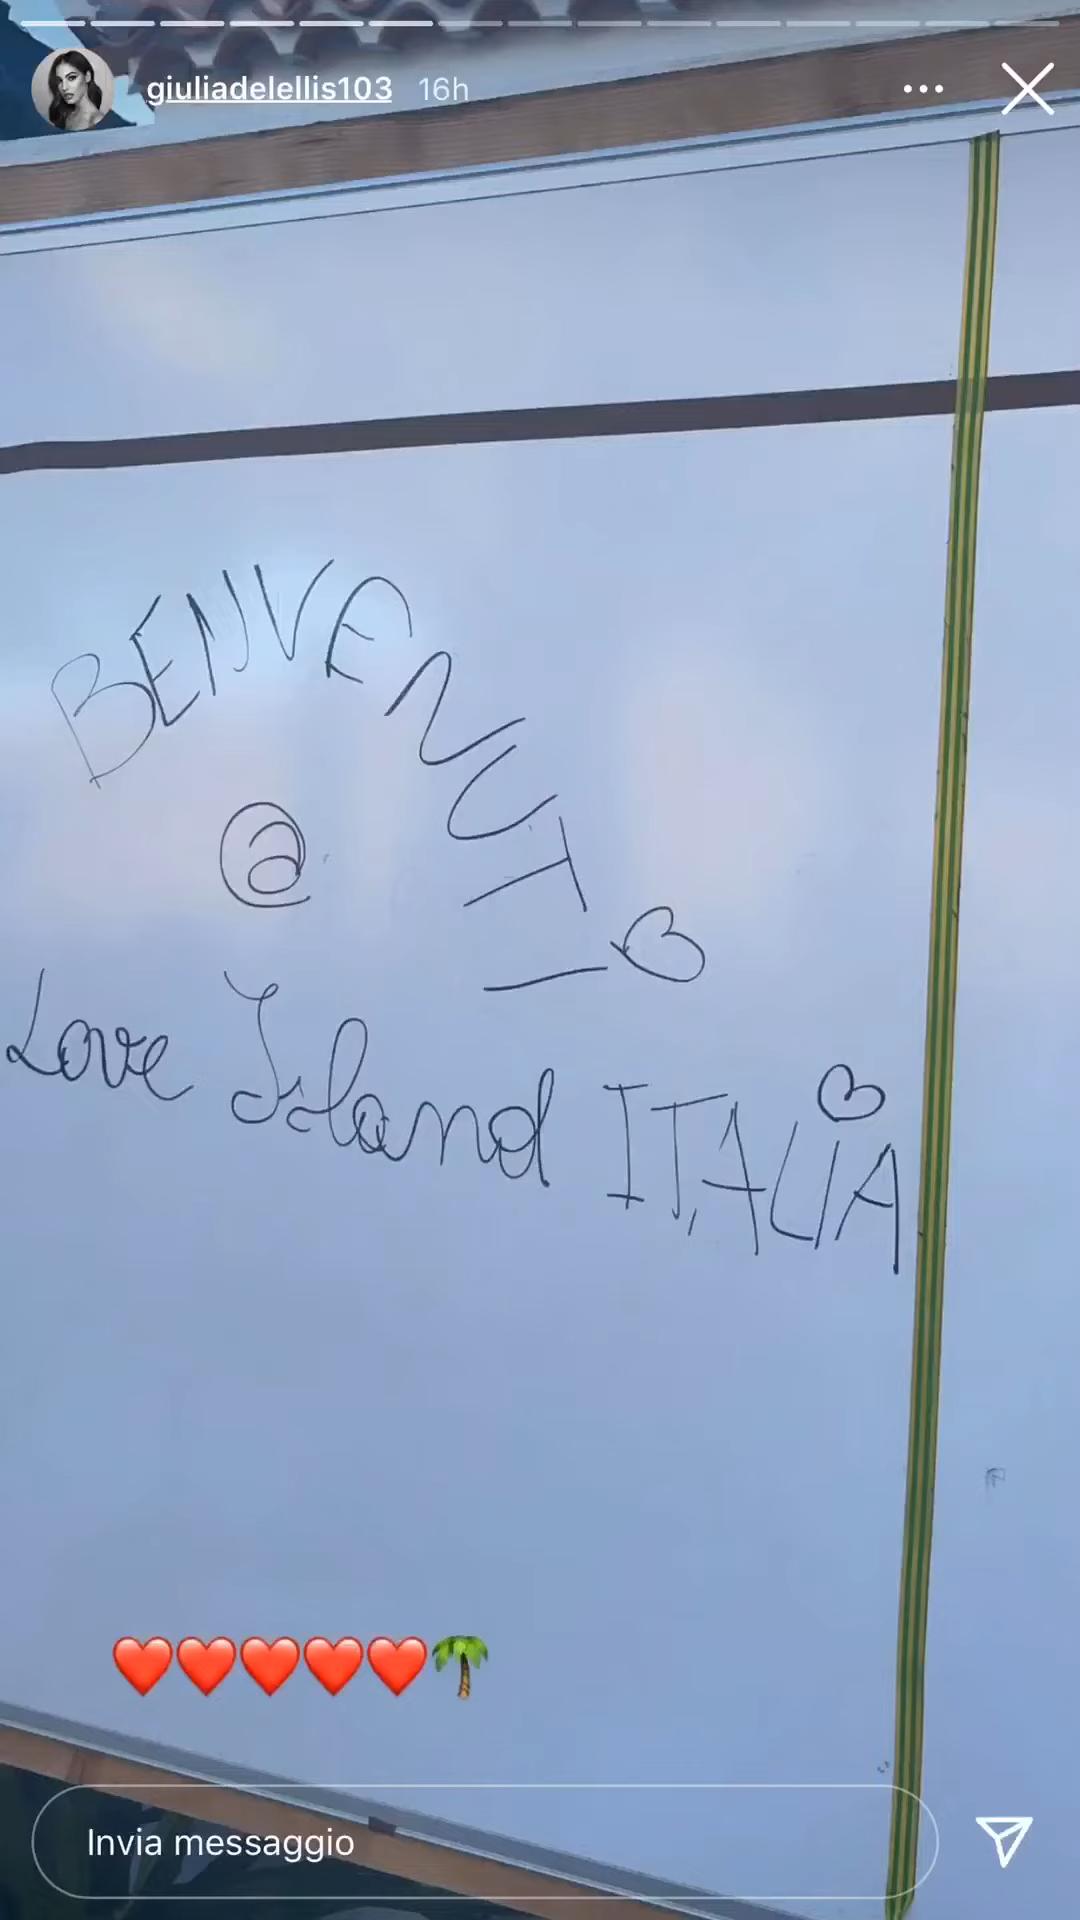 giuliadelellis103 16h
BENVENUTI
@
Love Island ITALIA
❤️❤️❤️❤️❤️🌴
Invia messaggio